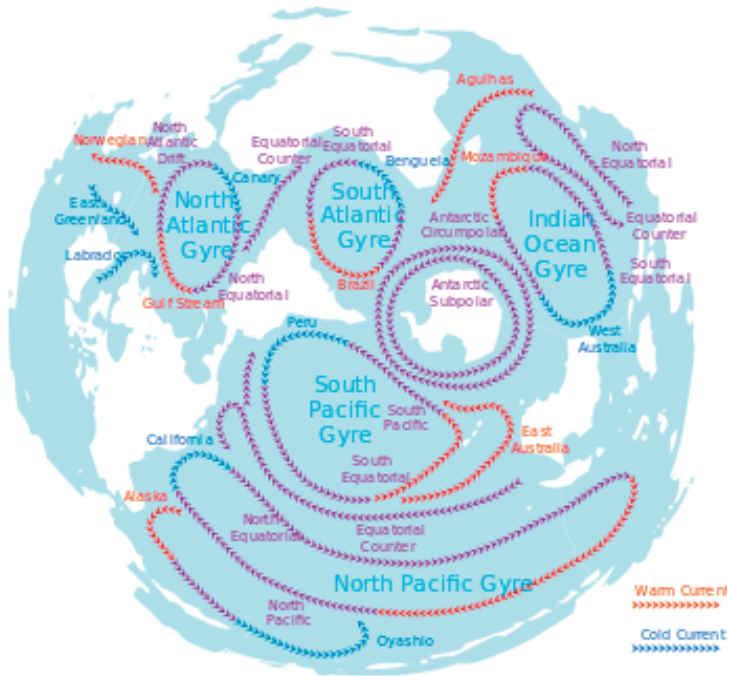 Agulhas
Norwegian
North
Atlantic
Drift
Equatorial
Counter
South
Equatorial
Benguela
Mozambique
North
Equatorial
East
Greenland
Canary
North
Atlantic
Gyre
South
Atlantic
Gyre
Antarctic
Circumpolar
Indian
Ocean
Gyre
Equatorial
Counter
Labrador
Gulf Stream
North
Equatorial
Brazil
Antarctic
Subpolar
South
Equatorial
Peru
West
Australia
South
Pacific
Gyre
South
Pacific
California
East
Australia
South
Equatorial
Alaska
North
Equatorial
Equatorial
Counter
North Pacific Gyre
North
Pacific
Oyashio
Warm Current
Cold Current